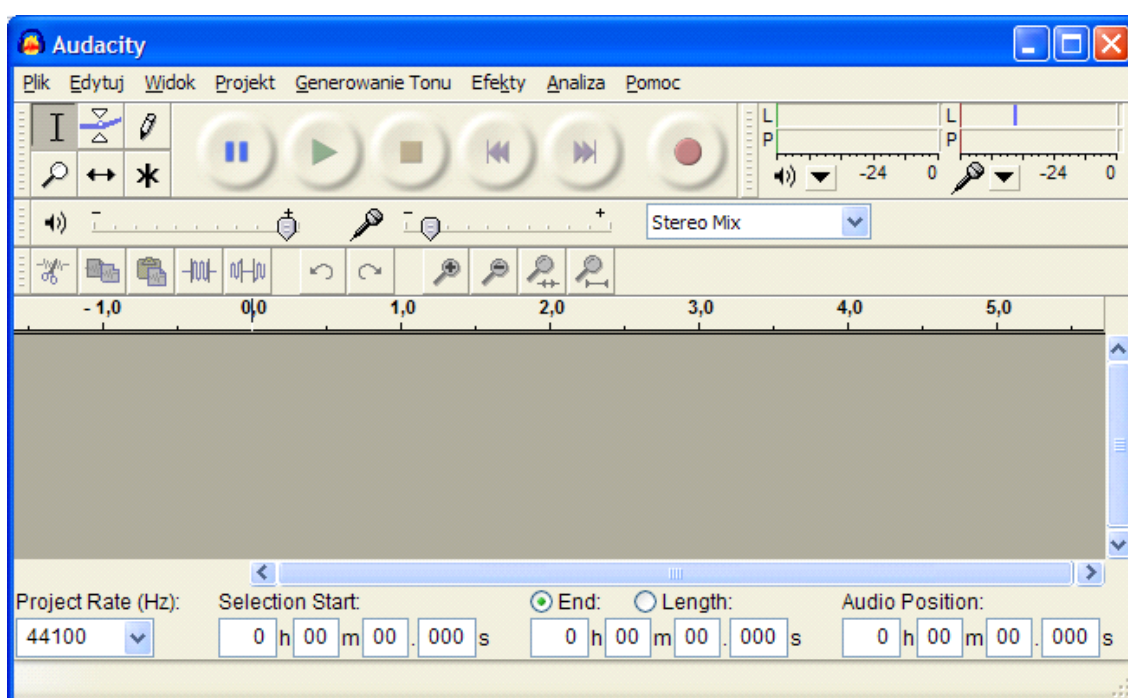 Audacity
Plik Edytuj Widok Projekt Generowanie Tonu Efekty Analiza Pomoc
L L
P P
-24 0 -24 0
- + - + Stereo Mix
- 1,0 0,0 1,0 2,0 3,0 4,0 5,0
Project Rate (Hz): Selection Start: End: Length: Audio Position:
44100 0 h 00 m 00 . 000 s 0 h 00 m 00 . 000 s 0 h 00 m 00 . 000 s